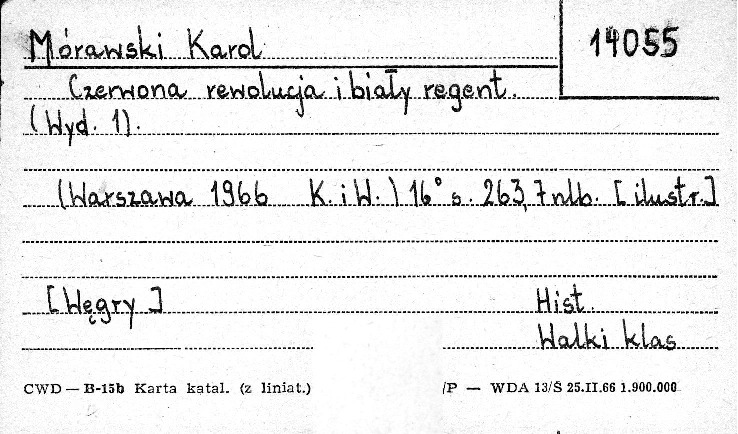 Mórawski Karol
14055
Czerwona rewolucja i biały regent.
(Wyd. 1).
(Warszawa 1966 K. i W.) 16° s. 263, 7 nlb. [ilustr.]
[Węgry]
Hist.
Walki klas
CWD — B-15b Karta katal. (z liniat.)
/P — WDA 13/Ś 25.II.66 1.900.000